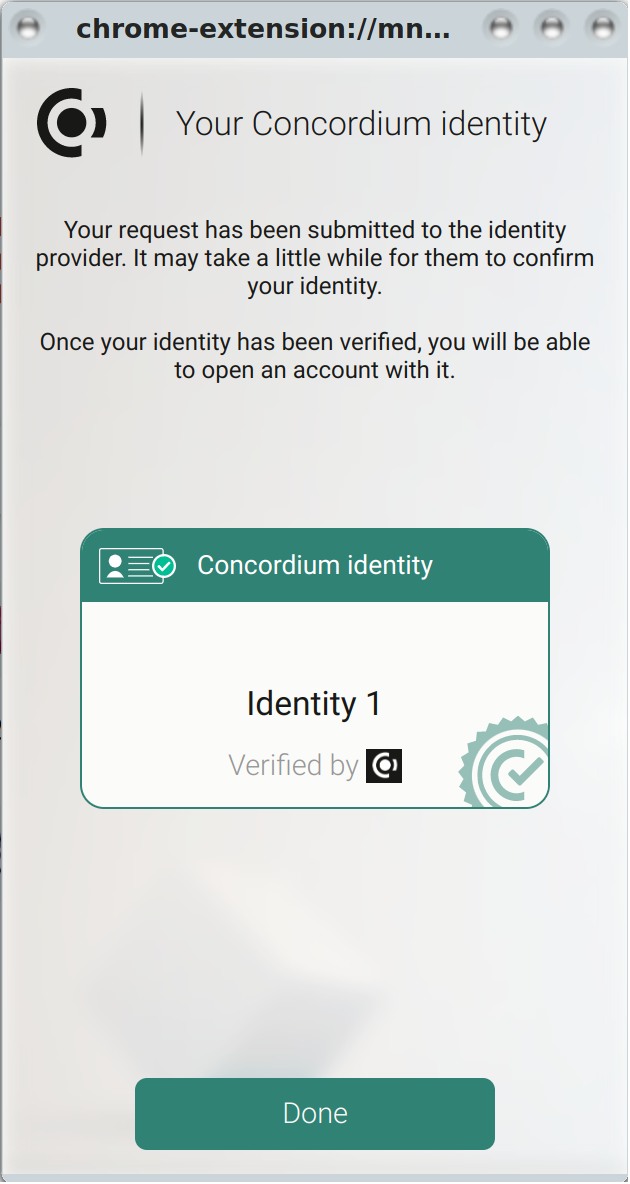 chrome-extension://mn...
Your Concordium identity
Your request has been submitted to the identity
provider. It may take a little while for them to confirm
your identity.
Once your identity has been verified, you will be able
to open an account with it.
Concordium identity
Identity 1
Verified by
Done